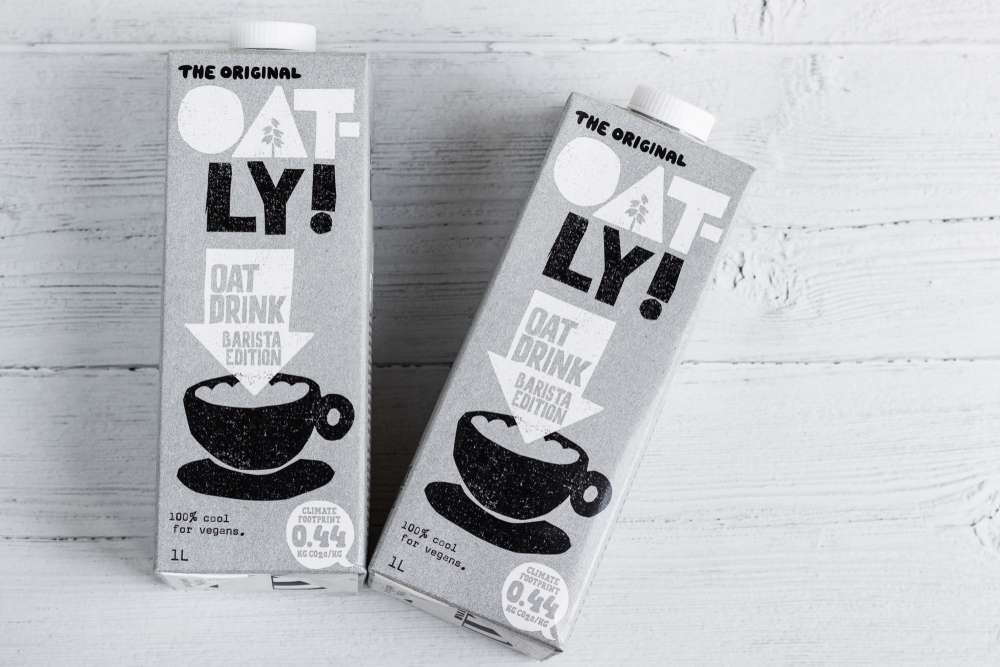 THE ORIGINAL
OAT-
LY!
OAT
DRINK
BARISTA
EDITION
100% cool
for vegans.
1L
CLIMATE
FOOTPRINT
0.44
KG CO2e/KG
THE ORIGINAL
OAT-
LY!
OAT
DRINK
BARISTA
EDITION
100% cool
for vegans.
1L
CLIMATE
FOOTPRINT
0.44
KG CO2e/KG